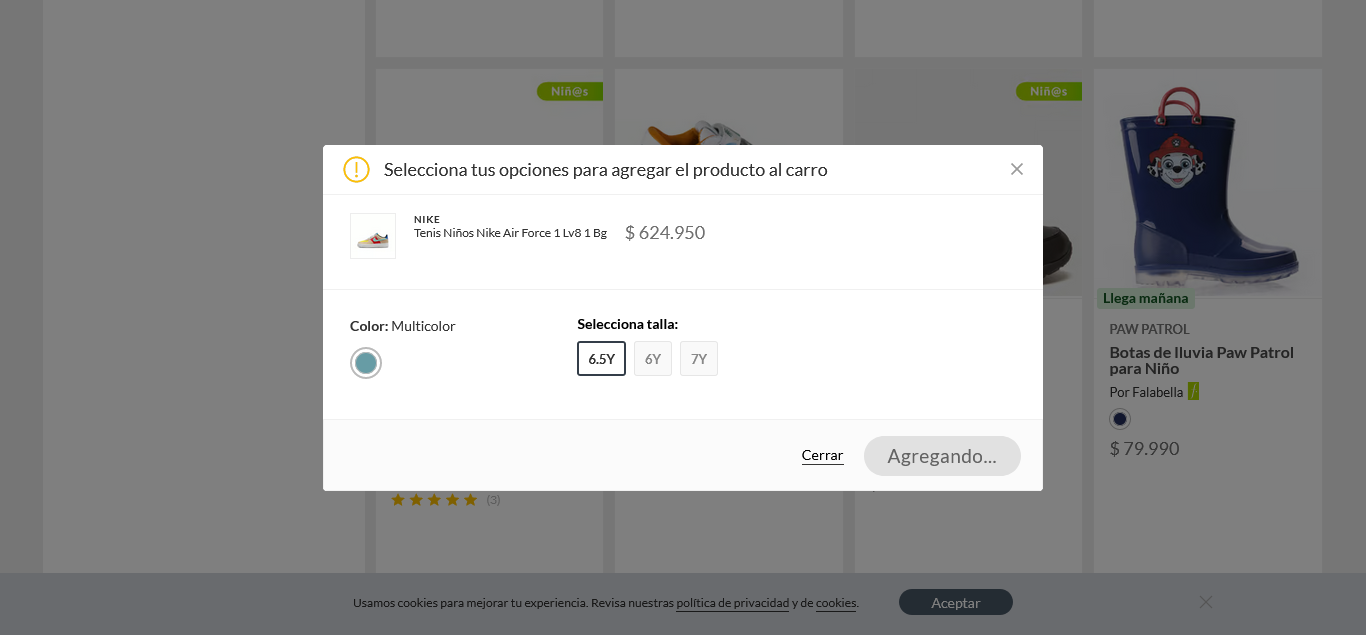 Niñ@s
Niñ@s
Selecciona tus opciones para agregar el producto al carro
NIKE
Tenis Niños Nike Air Force 1 Lv8 1 Bg
$ 624.950
Color: Multicolor
Selecciona talla:
6.5Y
6Y
7Y
Cerrar
Agregando...
(3)
Llega mañana
PAW PATROL
Botas de lluvia Paw Patrol
para Niño
Por Falabella
$ 79.990
Usamos cookies para mejorar tu experiencia. Revisa nuestras política de privacidad y de cookies.
Aceptar